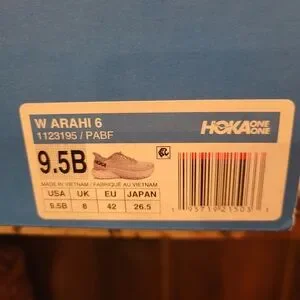 W ARAHI 6
1123195 / PABF
HOKA ONE ONE
9.5B
MADE IN VIETNAM / FABRIQUÉ AU VIETNAM
USA UK EU JAPAN
9.5B 8 42 26.5